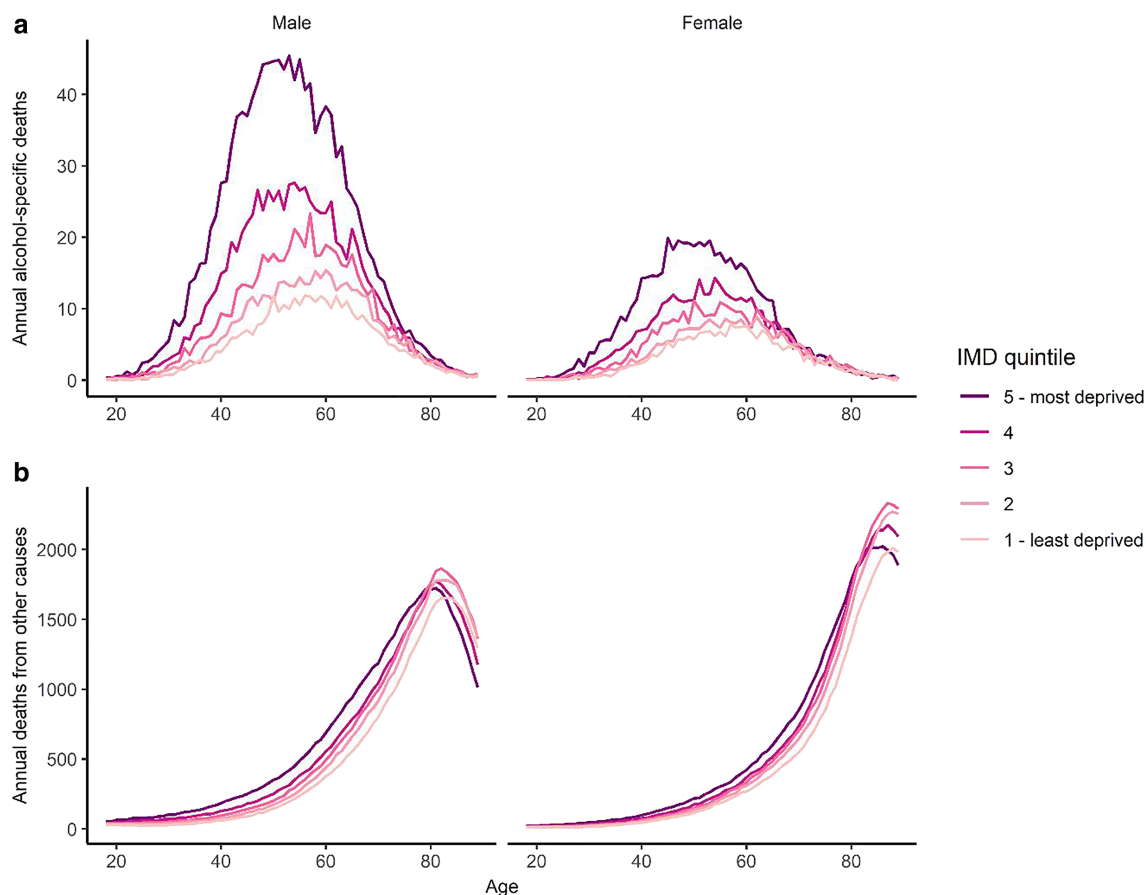 a
Male
Female
Annual alcohol-specific deaths
40
30
20
10
0
20
40
60
80
20
40
60
80
b
Annual deaths from other causes
2000
1500
1000
500
0
20
40
60
80
20
40
60
80
Age
IMD quintile
5 - most deprived
4
3
2
1 - least deprived